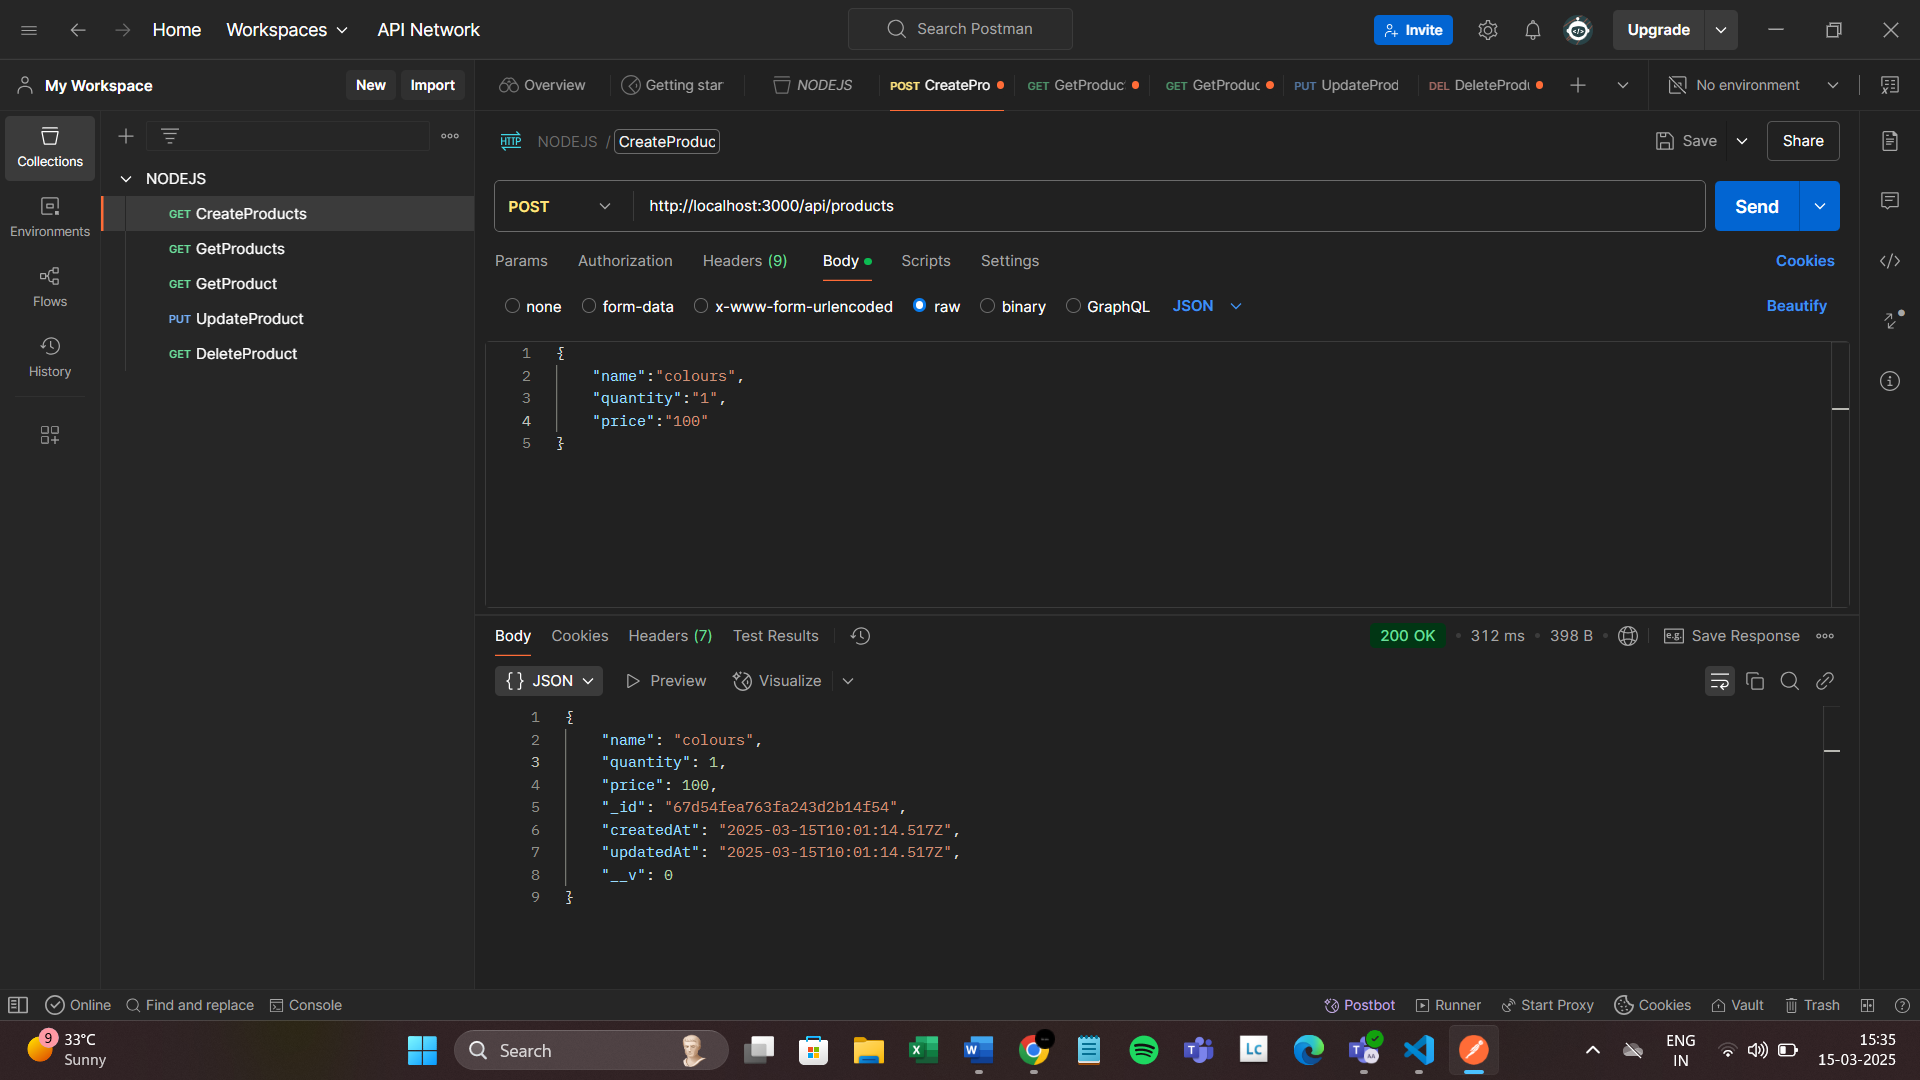 Home Workspaces API Network Search Postman Invite Upgrade
My Workspace New Import Overview Getting star NODEJS POST CreatePro GET GetProduc GET GetProduc PUT UpdateProd DEL DeleteProdu No environment
HTTP NODEJS / CreateProduc Save Share
Collections
Environments
Flows
History
NODEJS
GET CreateProducts
GET GetProducts
GET GetProduct
PUT UpdateProduct
GET DeleteProduct
POST http://localhost:3000/api/products Send
Params Authorization Headers (9) Body Scripts Settings Cookies
none form-data x-www-form-urlencoded raw binary GraphQL JSON Beautify
1 {
2 "name":"colours",
3 "quantity":"1",
4 "price":"100"
5 }
Body Cookies Headers (7) Test Results 200 OK 312 ms 398 B e.g. Save Response
{} JSON Preview Visualize
1 {
2 "name": "colours",
3 "quantity": 1,
4 "price": 100,
5 "_id": "67d54fea763fa243d2b14f54",
6 "createdAt": "2025-03-15T10:01:14.517Z",
7 "updatedAt": "2025-03-15T10:01:14.517Z",
8 "__v": 0
9 }
Online Find and replace Console Postbot Runner Start Proxy Cookies Vault Trash
9 33°C
Sunny
Search
LC
ENG
IN
15:35
15-03-2025